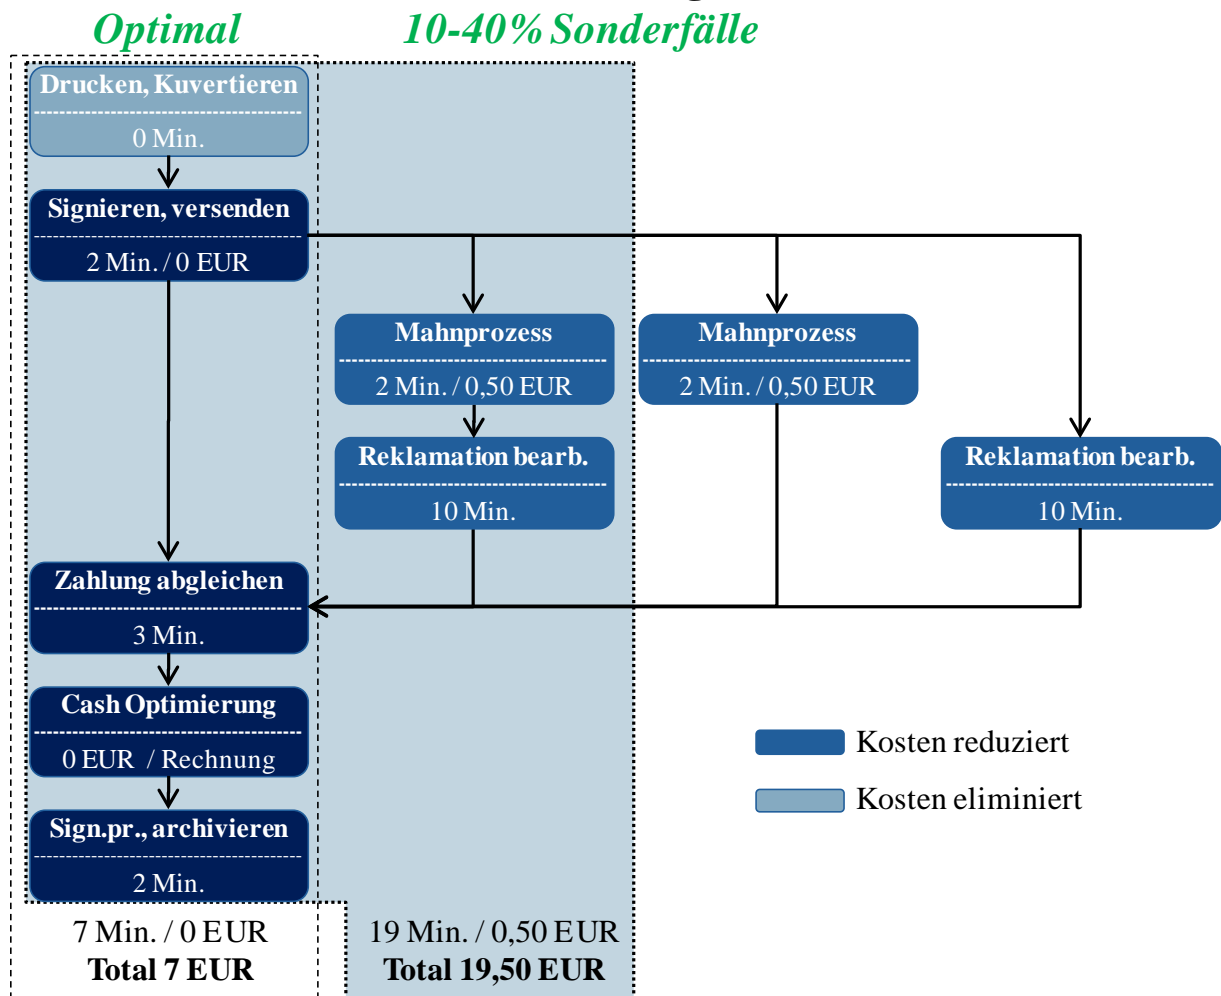 Optimal
10-40% Sonderfälle
Drucken, Kuvertieren
0 Min.
Signieren, versenden
2 Min. / 0 EUR
Mahnprozess
2 Min. / 0,50 EUR
Mahnprozess
2 Min. / 0,50 EUR
Reklamation bearb.
10 Min.
Reklamation bearb.
10 Min.
Zahlung abgleichen
3 Min.
Cash Optimierung
0 EUR / Rechnung
Sign.pr., archivieren
2 Min.
Kosten reduziert
Kosten eliminiert
7 Min. / 0 EUR
Total 7 EUR
19 Min. / 0,50 EUR
Total 19,50 EUR